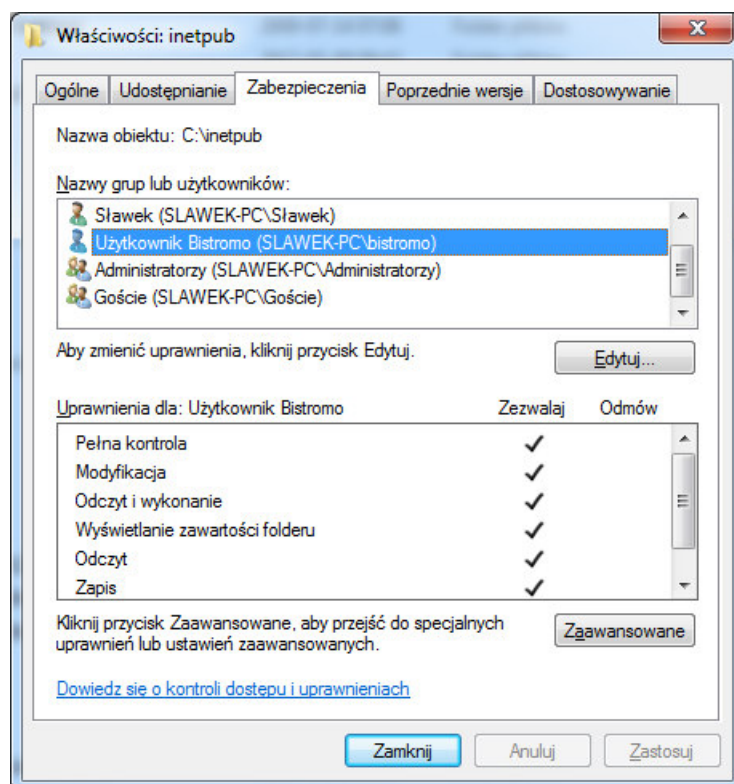 Właściwości: inetpub
Ogólne Udostępnianie Zabezpieczenia Poprzednie wersje Dostosowywanie
Nazwa obiektu: C:\inetpub
Nazwy grup lub użytkowników:
Sławek (SLAWEK-PC\Sławek)
Użytkownik Bistromo (SLAWEK-PC\bistromo)
Administratorzy (SLAWEK-PC\Administratorzy)
Goście (SLAWEK-PC\Goście)
Aby zmienić uprawnienia, kliknij przycisk Edytuj.
Edytuj...
Uprawnienia dla: Użytkownik Bistromo Zezwalaj Odmów
Pełna kontrola
Modyfikacja
Odczyt i wykonanie
Wyświetlanie zawartości folderu
Odczyt
Zapis
Kliknij przycisk Zaawansowane, aby przejść do specjalnych
uprawnień lub ustawień zaawansowanych.
Zaawansowane
Dowiedz się o kontroli dostępu i uprawnieniach
Zamknij Anuluj Zastosuj